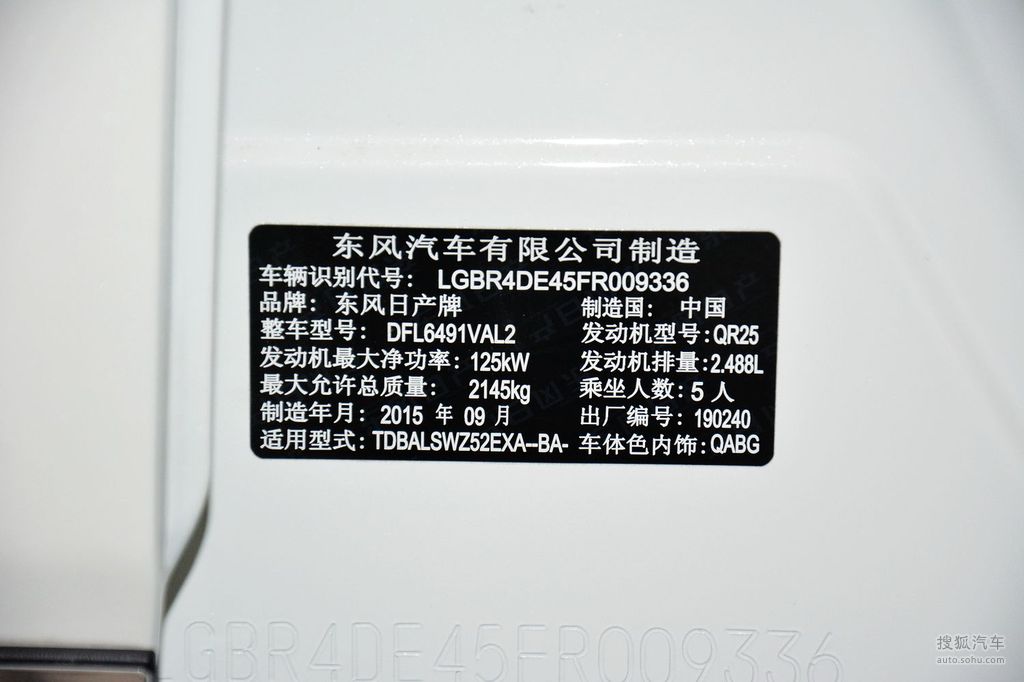 东风汽车有限公司制造
车辆识别代号： LGBR4DE45FR009336
品牌： 东风日产牌 制造国： 中国
整车型号： DFL6491VAL2 发动机型号：QR25
发动机最大净功率：125kW 发动机排量：2.488L
最大允许总质量： 2145kg 乘坐人数：5 人
制造年月： 2015 年 09 月 出厂编号：190240
适用型式：TDBALSWZ52EXA--BA- 车体色内饰：QABG
LGBR4DE45FR009336
搜狐汽车
auto.sohu.com